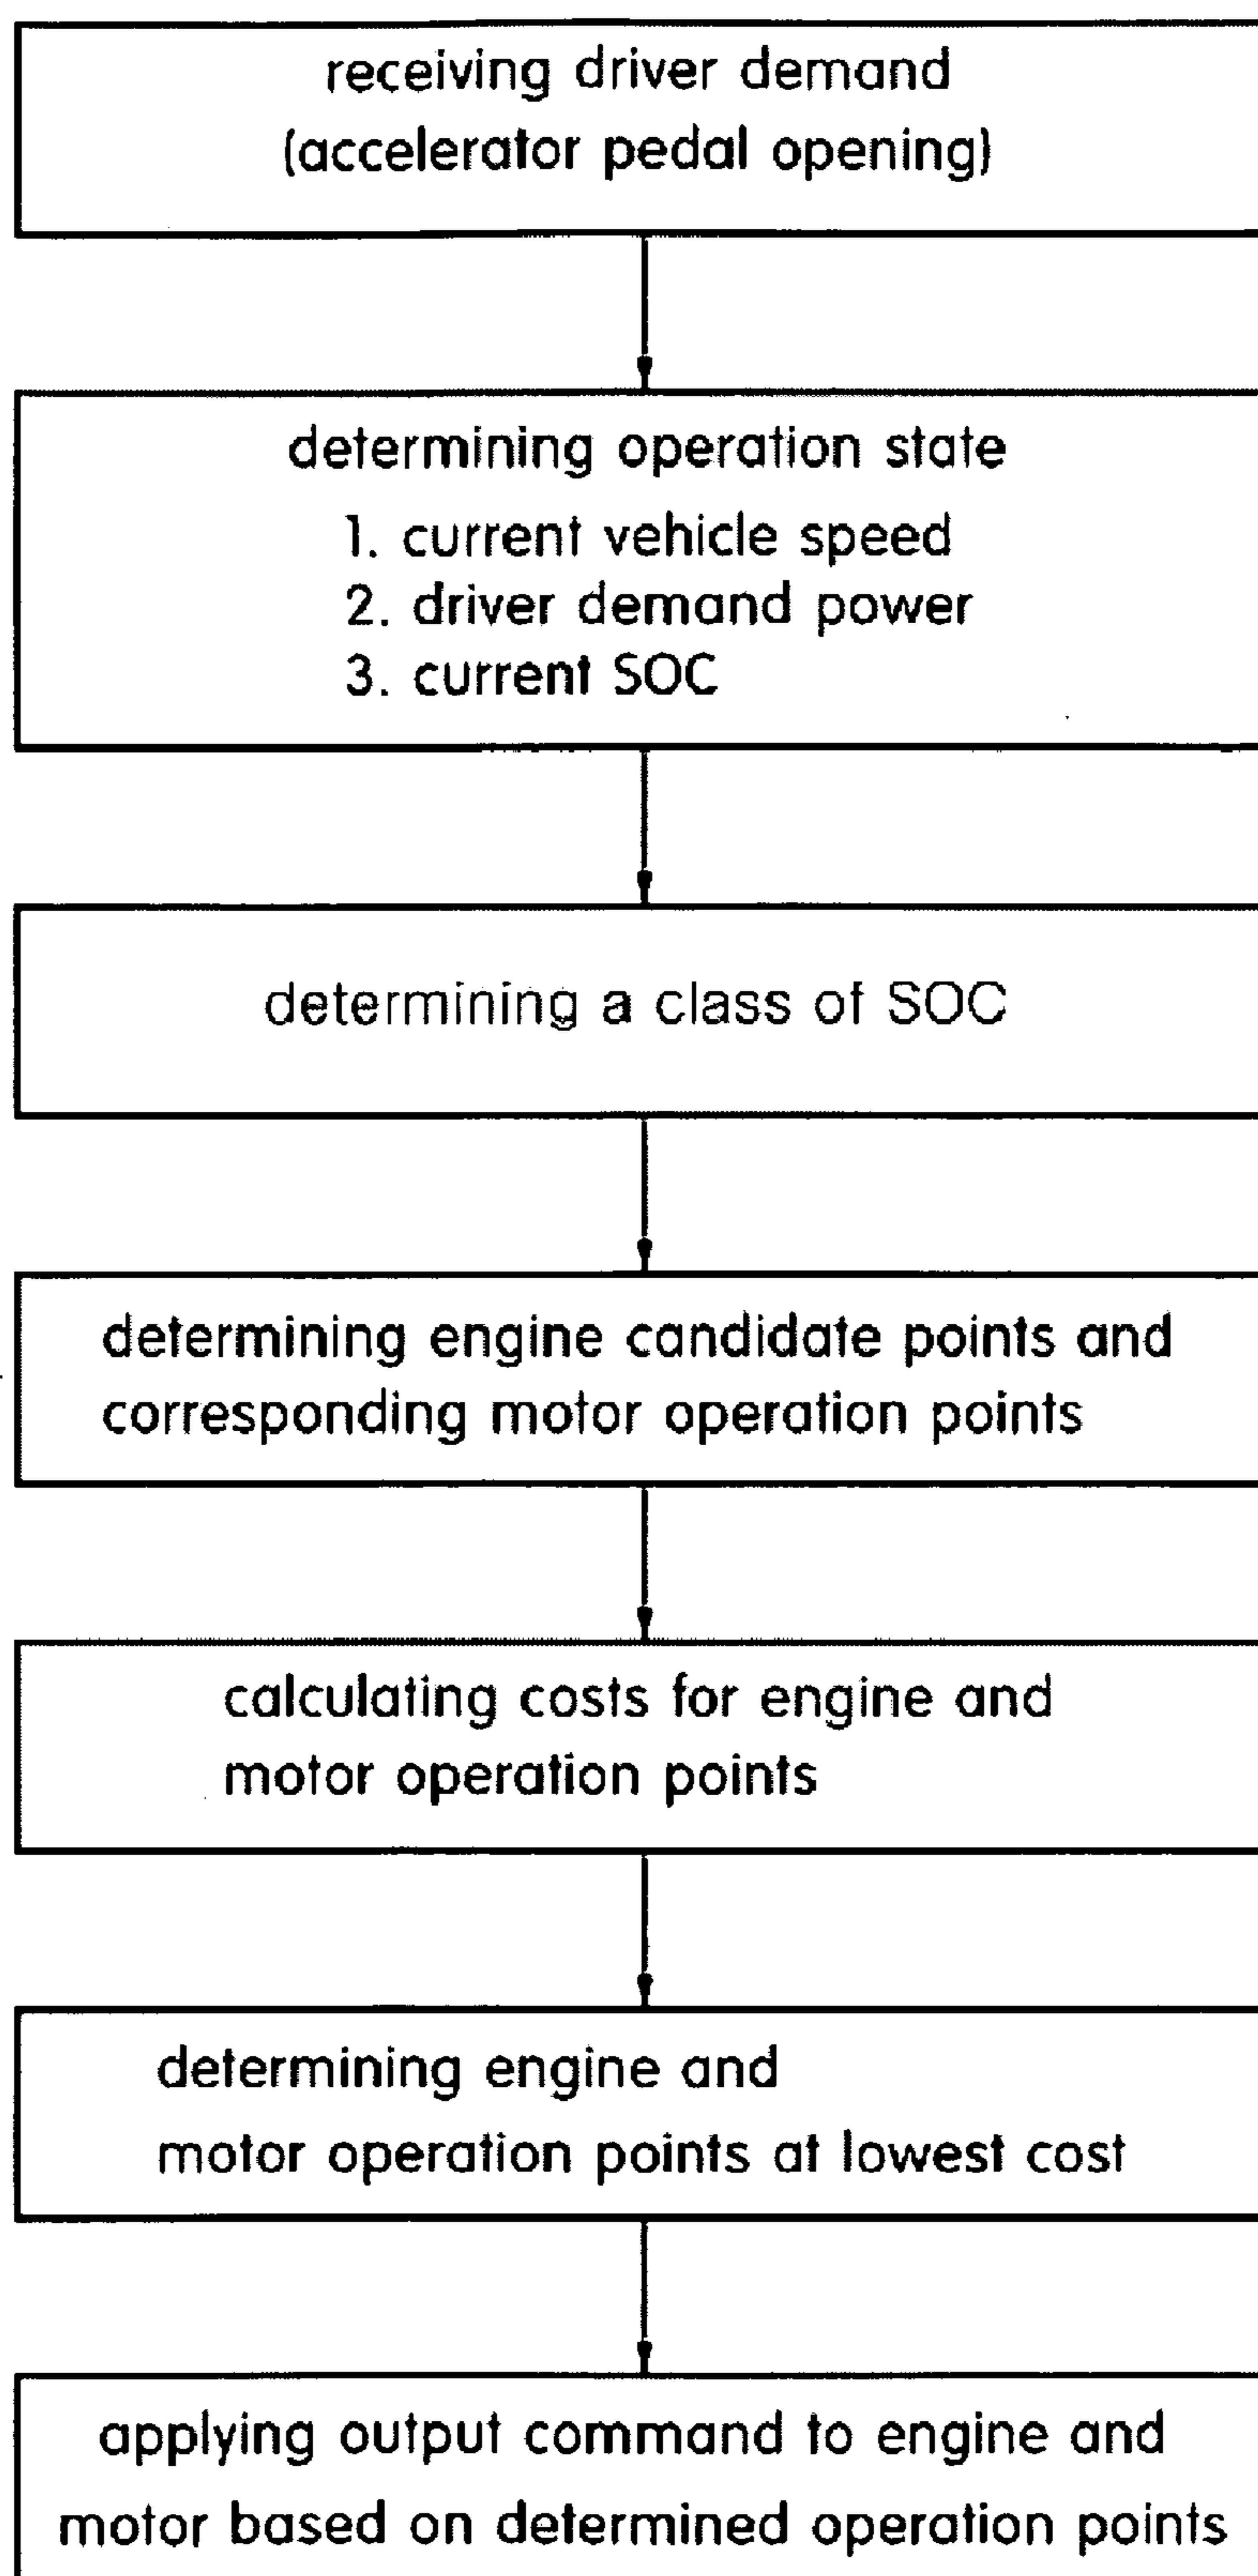 receiving driver demand
(accelerator pedal opening)
determining operation state
1. current vehicle speed
2. driver demand power
3. current SOC
determining a class of SOC
determining engine candidate points and
corresponding motor operation points
calculating costs for engine and
motor operation points
determining engine and
motor operation points at lowest cost
applying output command to engine and
motor based on determined operation points